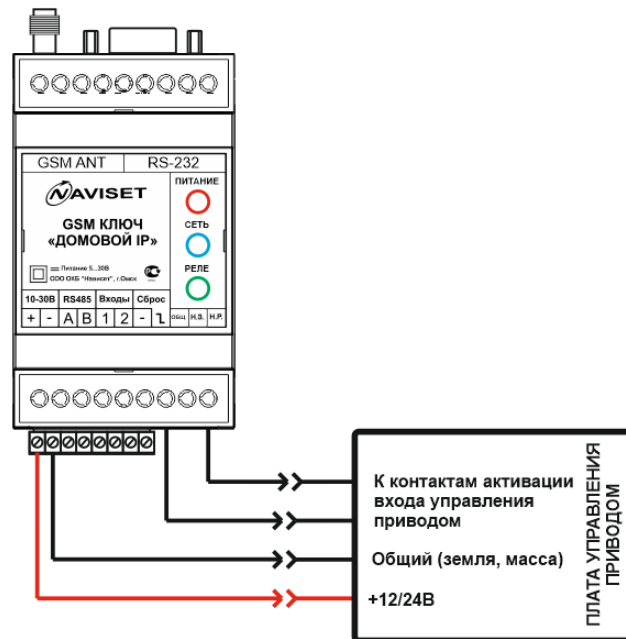 GSM ANT RS-232
NAVISET
ПИТАНИЕ
GSM КЛЮЧ
«ДОМОВОЙ IP»
СЕТЬ
РЕЛЕ
Питание 5...30В
ООО ОКБ "Нависет", г.Омск
10-30В RS485 Входы Сброс
+ - A B 1 2 - ОБЩ. Н.З. Н.Р.
К контактам активации
входа управления
приводом
Общий (земля, масса)
+12/24В
ПЛАТА УПРАВЛЕНИЯ
ПРИВОДОМ